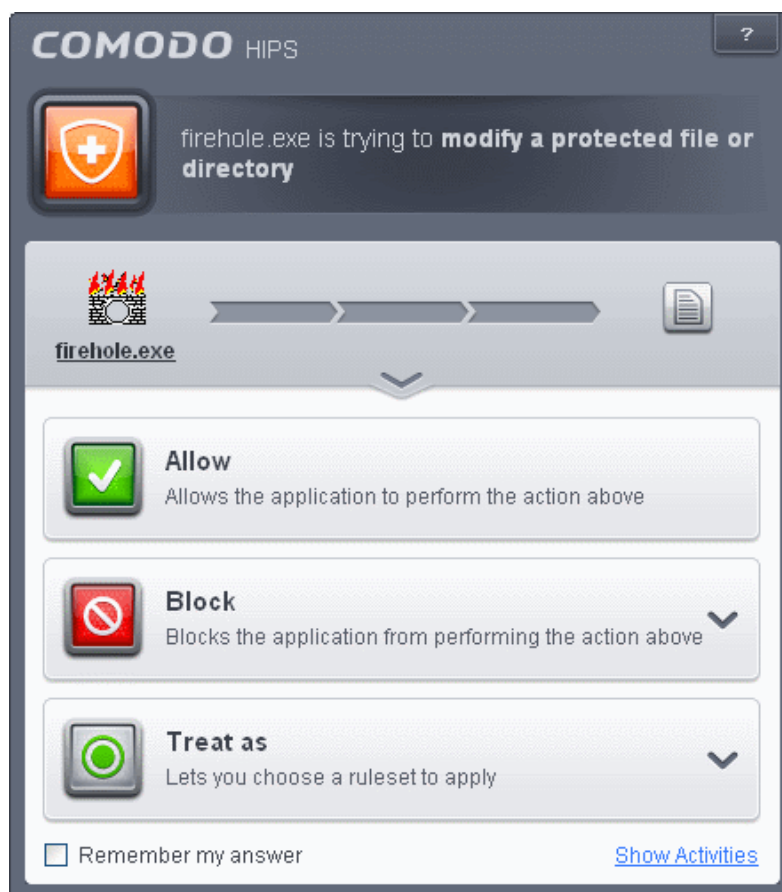 COMODO HIPS
?
firehole.exe is trying to modify a protected file or
directory
firehole.exe
Allow
Allows the application to perform the action above
Block
Blocks the application from performing the action above
Treat as
Lets you choose a ruleset to apply
Remember my answer
Show Activities